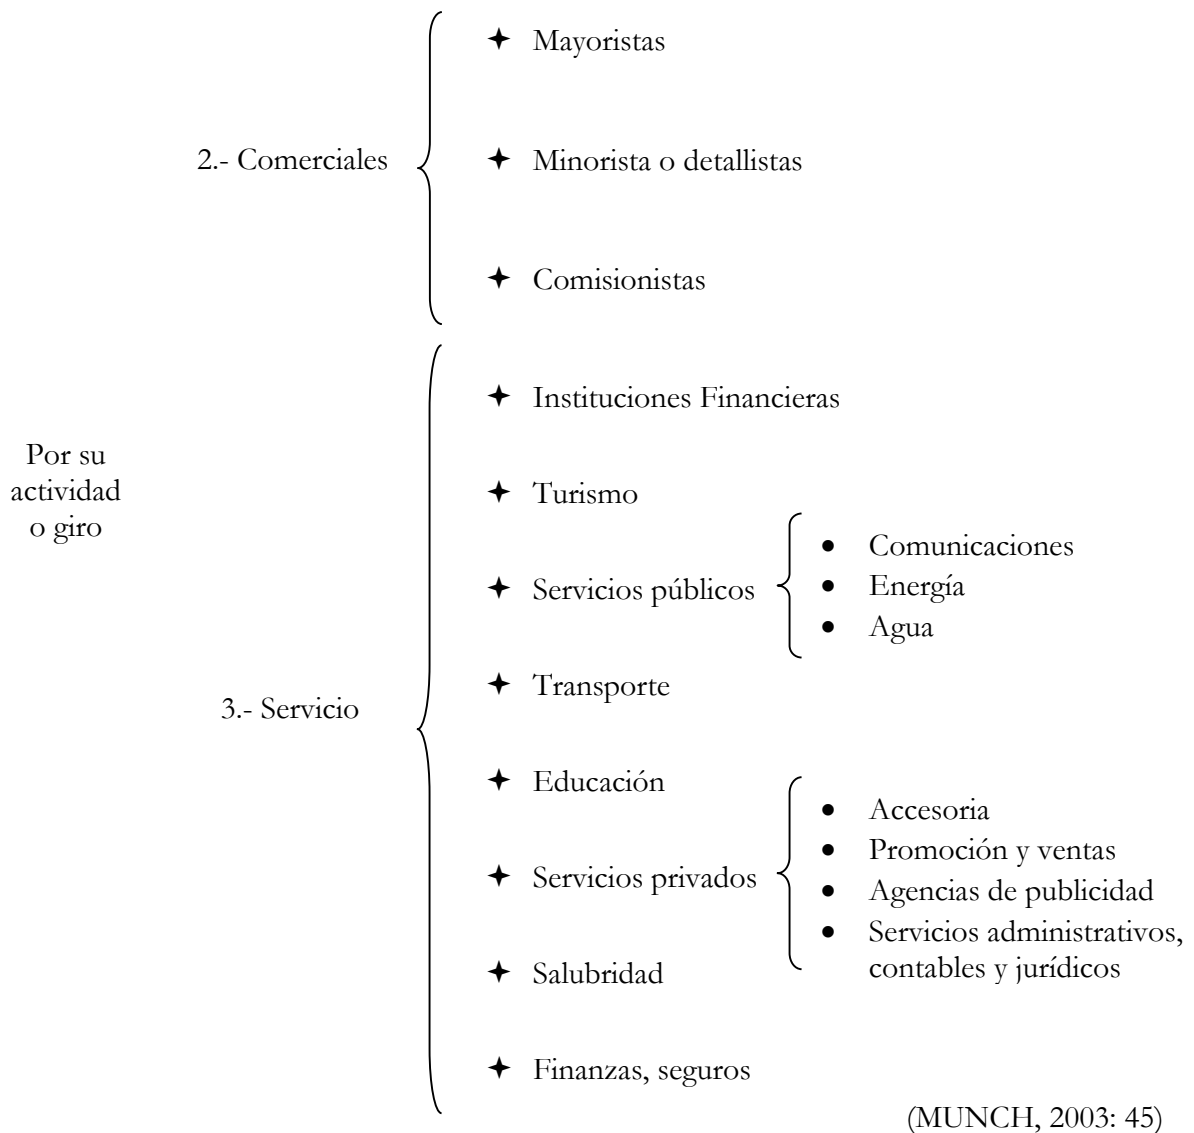 Por su
actividad
o giro
2.- Comerciales
Mayoristas
Minorista o detallistas
Comisionistas
3.- Servicio
Instituciones Financieras
Turismo
Servicios públicos
Comunicaciones
Energía
Agua
Transporte
Educación
Servicios privados
Accesoria
Promoción y ventas
Agencias de publicidad
Servicios administrativos,
contables y jurídicos
Salubridad
Finanzas, seguros
(MUNCH, 2003: 45)